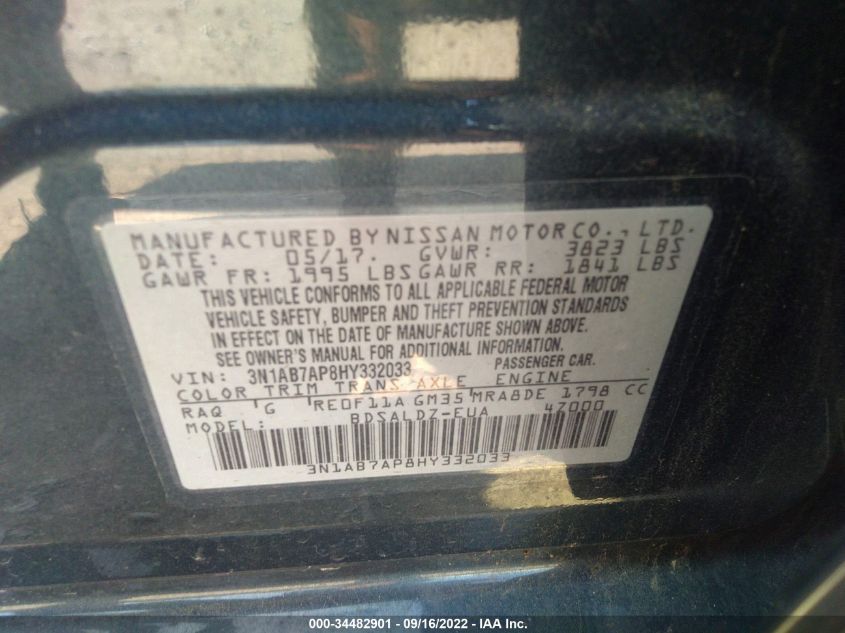 MANUFACTURED BY NISSAN MOTOR CO., LTD.
DATE: 05/17. GVWR: 3823 LBS
GAWR FR: 1995 LBS GAWR RR: 1841 LBS
THIS VEHICLE CONFORMS TO ALL APPLICABLE FEDERAL MOTOR
VEHICLE SAFETY, BUMPER AND THEFT PREVENTION STANDARDS
IN EFFECT ON THE DATE OF MANUFACTURE SHOWN ABOVE.
SEE OWNER'S MANUAL FOR ADDITIONAL INFORMATION.
VIN: 3N1AB7AP8HY332033 PASSENGER CAR.
COLOR TRIM TRANS AXLE ENGINE
RAQ G RE0F11A GM35 MRA8DE 1798 CC
MODEL: BDSALDZ-EUA 47000
3N1AB7AP8HY332033
000-34482901 - 09/16/2022 - IAA Inc.